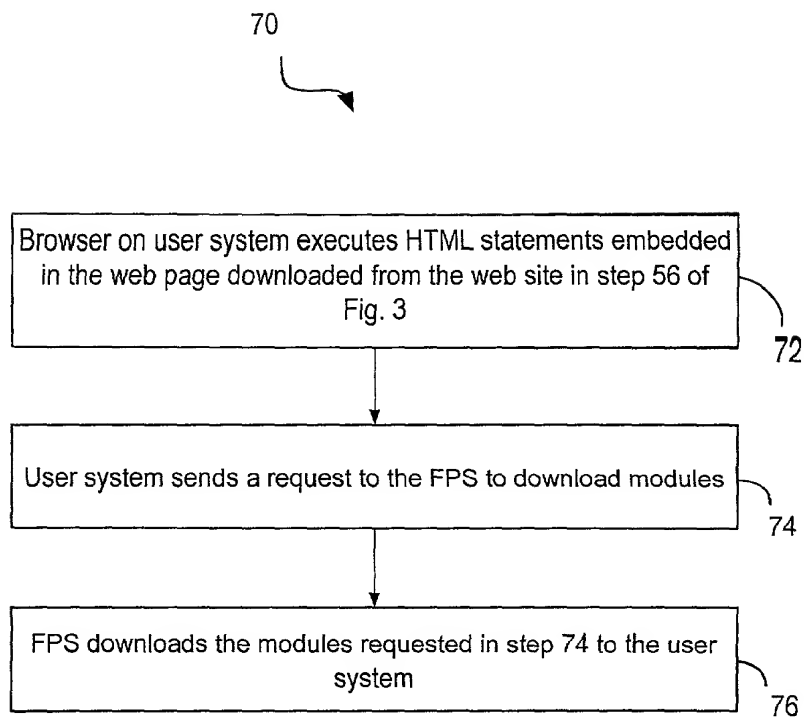 70
Browser on user system executes HTML statements embedded
in the web page downloaded from the web site in step 56 of
Fig. 3
72
User system sends a request to the FPS to download modules
74
FPS downloads the modules requested in step 74 to the user
system
76